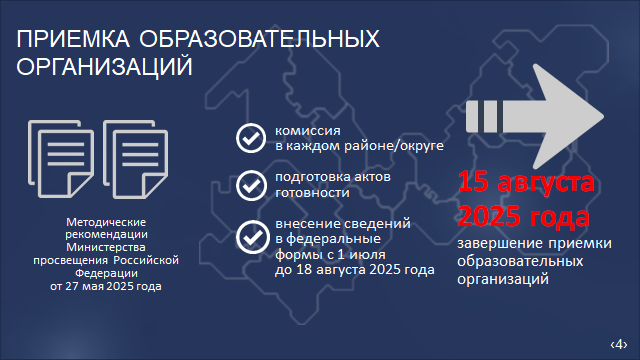 ПРИЕМКА ОБРАЗОВАТЕЛЬНЫХ
ОРГАНИЗАЦИЙ
Методические
рекомендации
Министерства
просвещения Российской
Федерации
от 27 мая 2025 года
комиссия
в каждом районе/округе
подготовка актов
готовности
внесение сведений
в федеральные
формы с 1 июля
до 18 августа 2025 года
15 августа
2025 года
завершение приемки
образовательных
организаций
‹4›